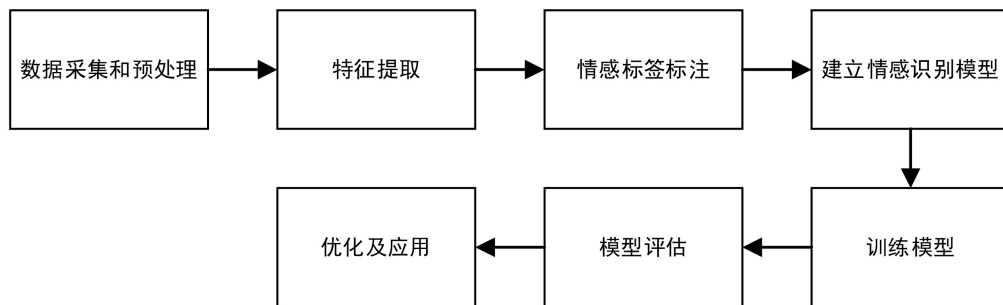 数据采集和预处理
特征提取
情感标签标注
建立情感识别模型
训练模型
模型评估
优化及应用